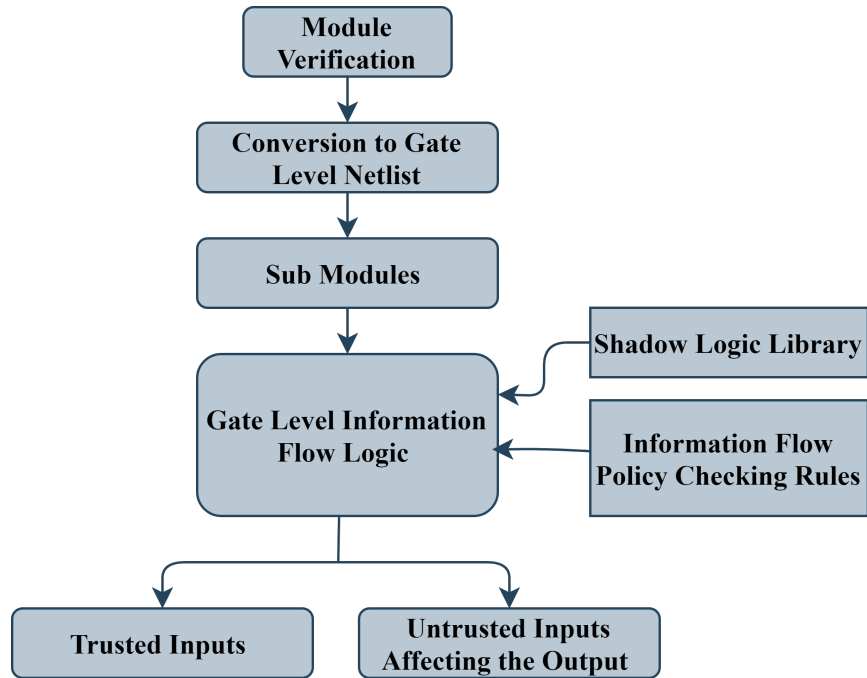 Module
Verification
Conversion to Gate
Level Netlist
Sub Modules
Shadow Logic Library
Gate Level Information
Flow Logic
Information Flow
Policy Checking Rules
Trusted Inputs
Untrusted Inputs
Affecting the Output